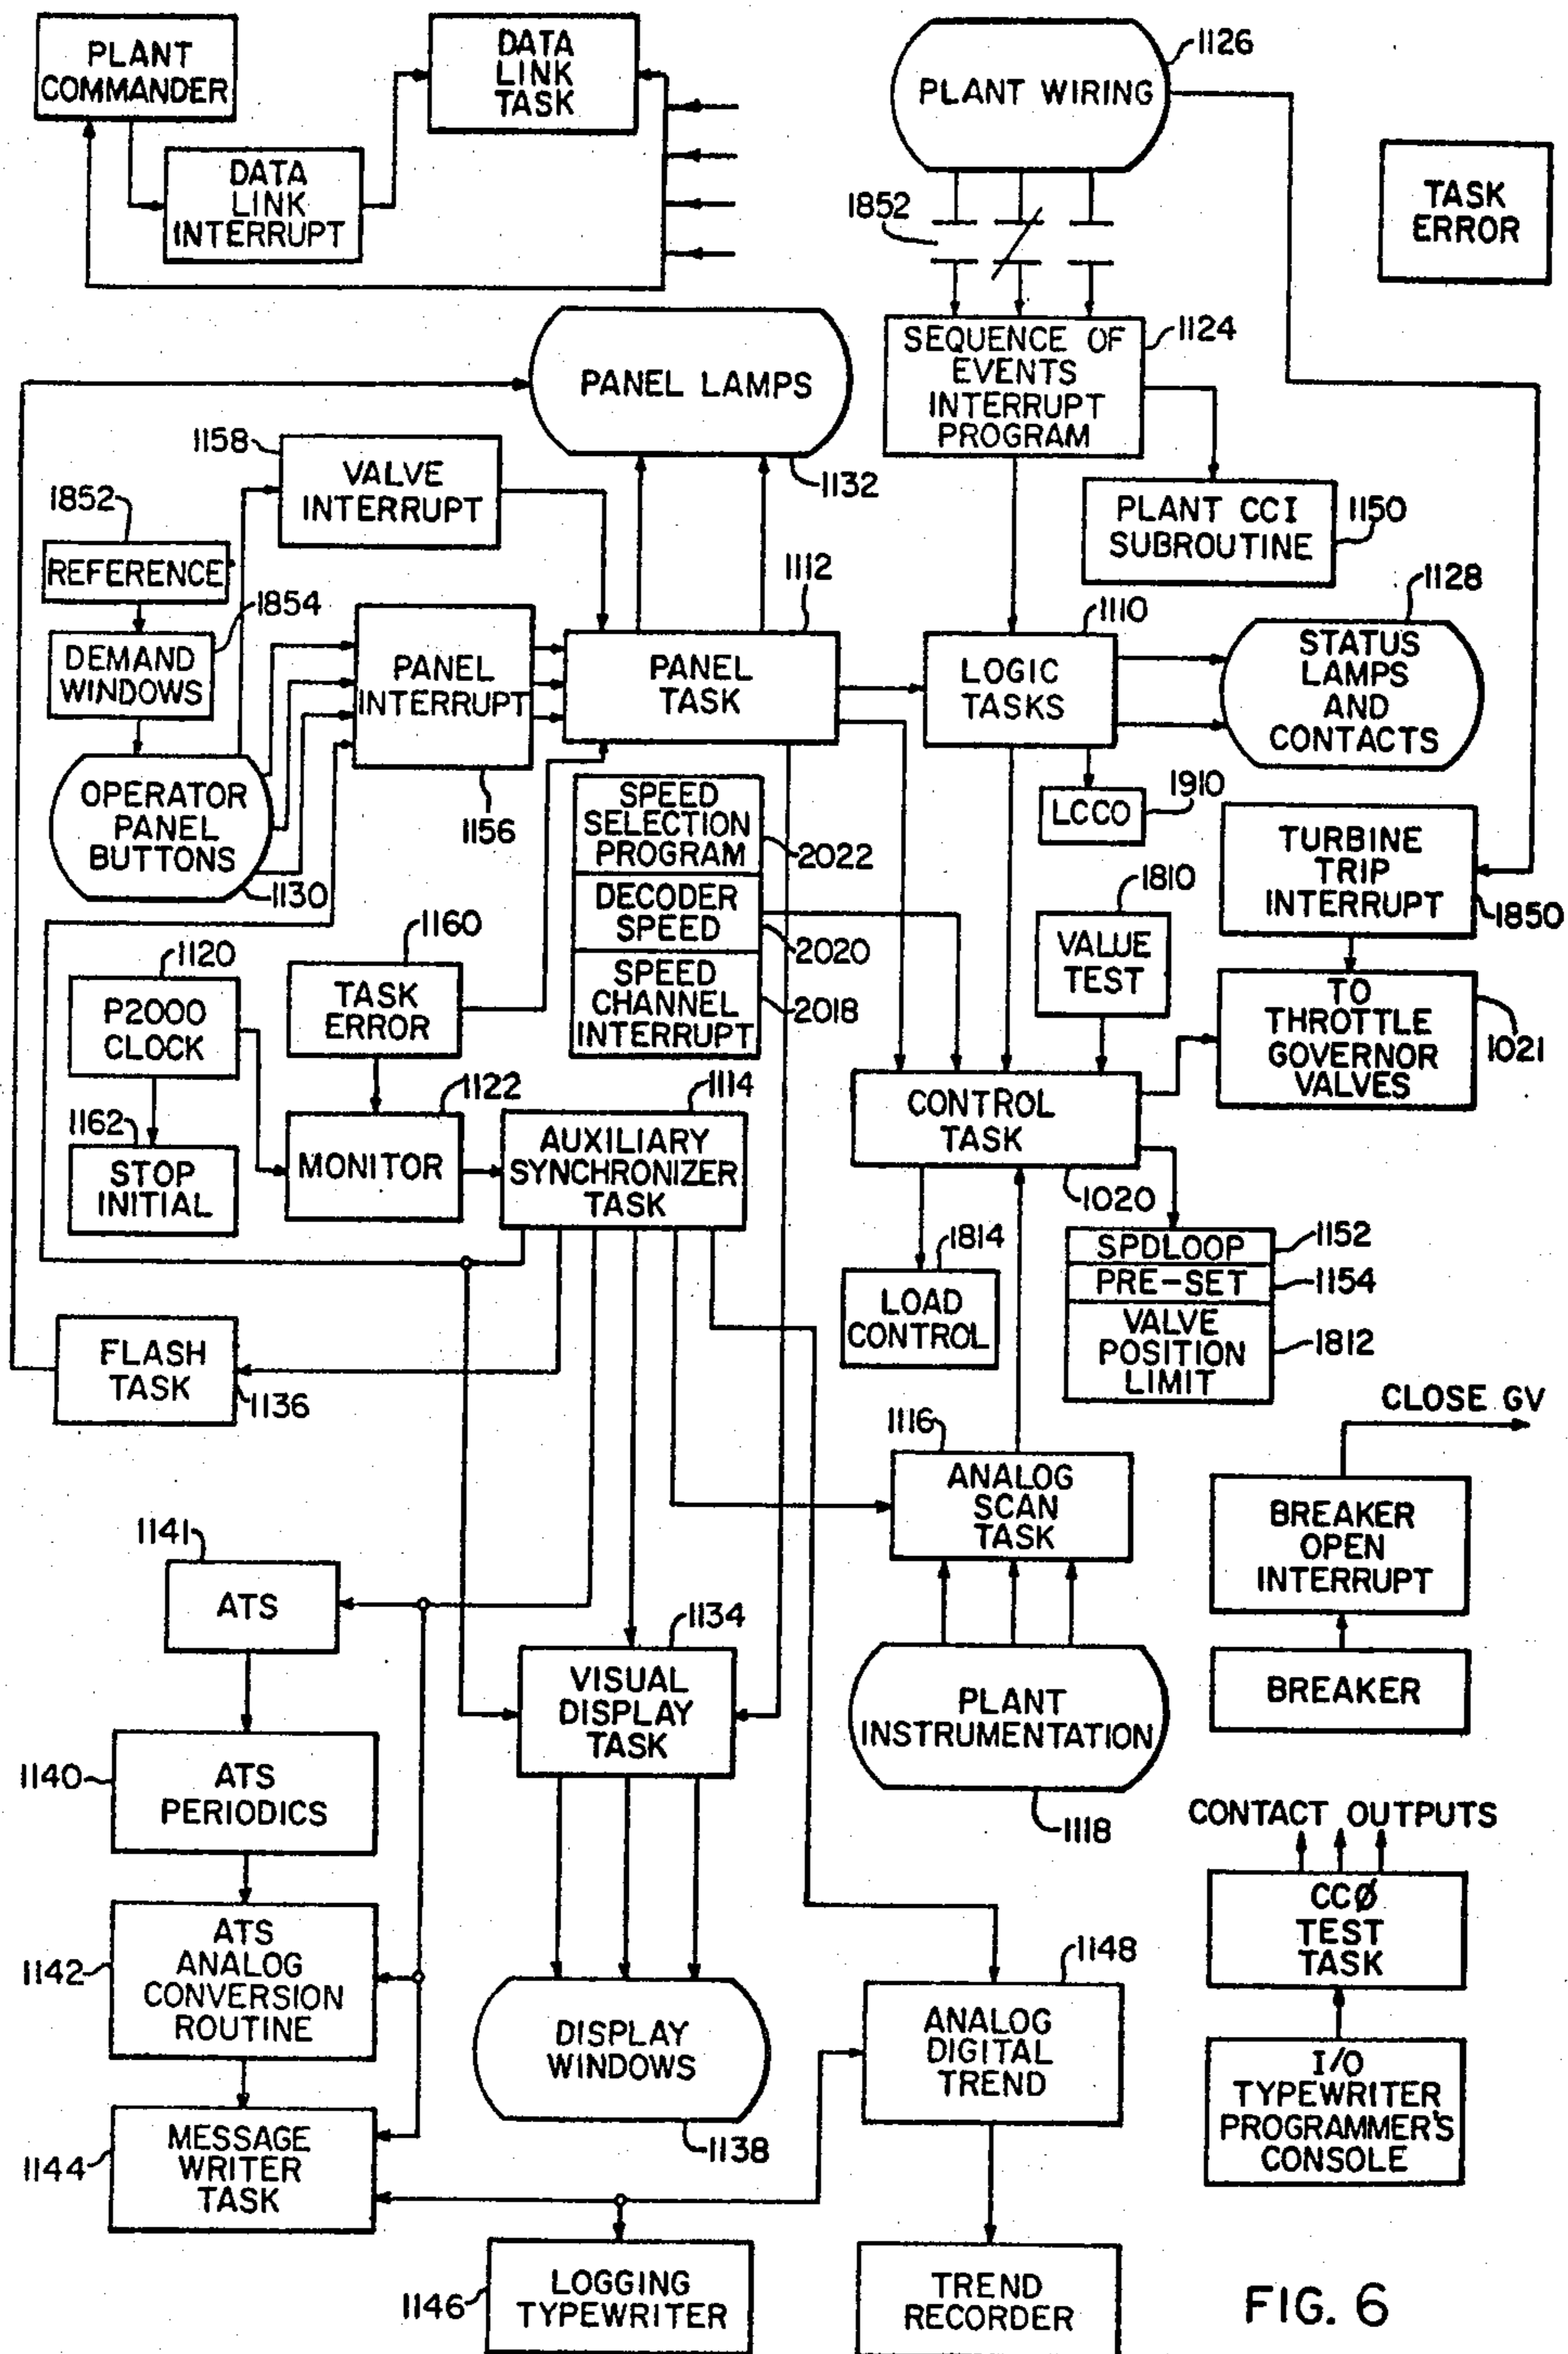 PLANT
COMMANDER
DATA
LINK
TASK
DATA
LINK
INTERRUPT
PLANT WIRING
1126
TASK
ERROR
1852
SEQUENCE OF
EVENTS
INTERRUPT
PROGRAM
1124
PANEL LAMPS
1132
1158
VALVE
INTERRUPT
PLANT CCI
SUBROUTINE
1150
1852
REFERENCE
1854
DEMAND
WINDOWS
PANEL
INTERRUPT
1156
1112
PANEL
TASK
1110
LOGIC
TASKS
1128
STATUS
LAMPS
AND
CONTACTS
OPERATOR
PANEL
BUTTONS
1130
SPEED
SELECTION
PROGRAM
2022
DECODER
SPEED
2020
SPEED
CHANNEL
INTERRUPT
2018
1910
LCCO
TURBINE
TRIP
INTERRUPT
1850
1810
VALUE
TEST
1120
P2000
CLOCK
1160
TASK
ERROR
TO
THROTTLE
GOVERNOR
VALVES
1021
1162
STOP
INITIAL
1122
MONITOR
1114
AUXILIARY
SYNCHRONIZER
TASK
CONTROL
TASK
1020
1814
LOAD
CONTROL
SPDLOOP
1152
PRE-SET
1154
VALVE
POSITION
LIMIT
1812
FLASH
TASK
1136
CLOSE GV
1116
ANALOG
SCAN
TASK
BREAKER
OPEN
INTERRUPT
1141
ATS
1134
VISUAL
DISPLAY
TASK
PLANT
INSTRUMENTATION
1118
BREAKER
1140
ATS
PERIODICS
CONTACT OUTPUTS
CCØ
TEST
TASK
1142
ATS
ANALOG
CONVERSION
ROUTINE
DISPLAY
WINDOWS
1138
1148
ANALOG
DIGITAL
TREND
I/O
TYPEWRITER
PROGRAMMER'S
CONSOLE
1144
MESSAGE
WRITER
TASK
1146
LOGGING
TYPEWRITER
TREND
RECORDER
FIG. 6